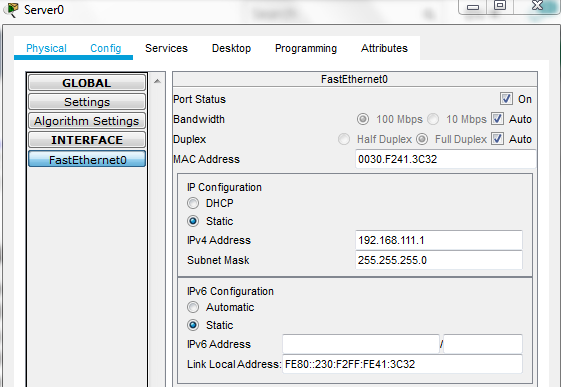 Server0
Physical Config Services Desktop Programming Attributes
GLOBAL
Settings
Algorithm Settings
INTERFACE
FastEthernet0
FastEthernet0
Port Status On
Bandwidth 100 Mbps 10 Mbps Auto
Duplex Half Duplex Full Duplex Auto
MAC Address 0030.F241.3C32
IP Configuration
DHCP
Static
IPv4 Address 192.168.111.1
Subnet Mask 255.255.255.0
IPv6 Configuration
Automatic
Static
IPv6 Address /
Link Local Address: FE80::230:F2FF:FE41:3C32